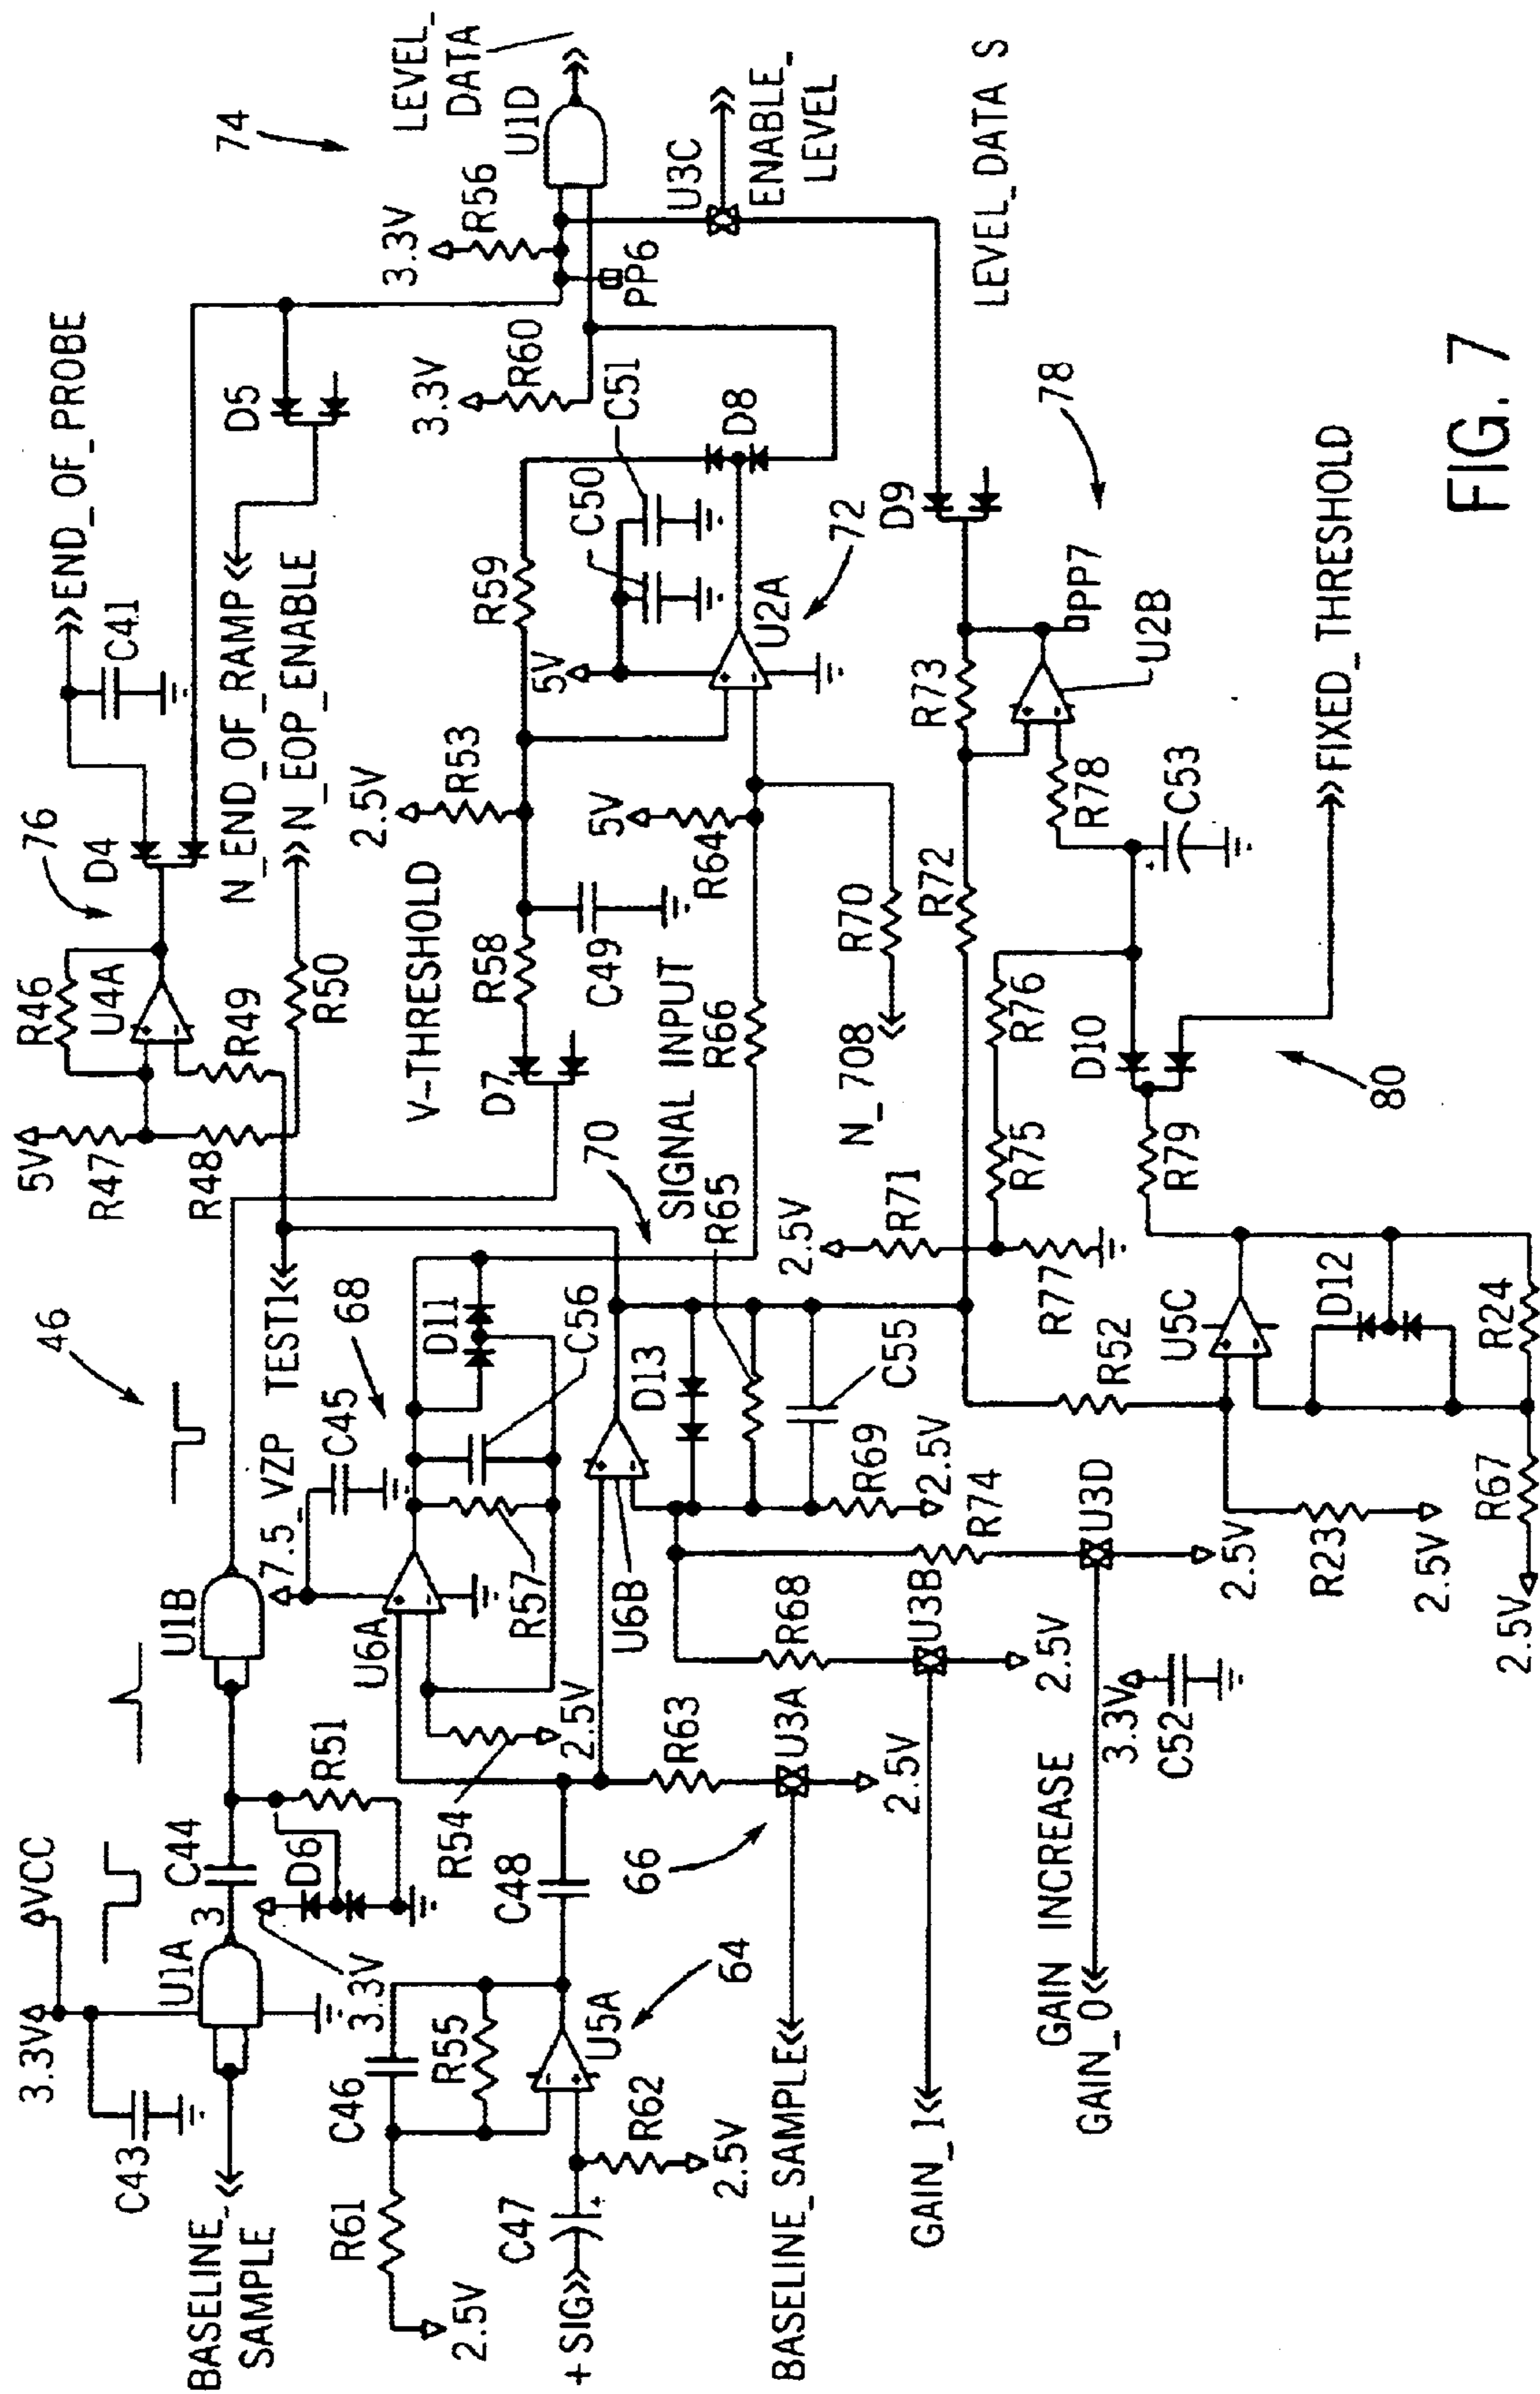 46
3.3V
VCC
C43
U1A
3
C44
BASELINE_
SAMPLE
3.3V
D6
R51
U1B
5V
R47
R48
R46
U4A
R49
R50
76
D4
C41
END_OF_PROBE
N_END_OF_RAMP
N_EOP_ENABLE
D5
74
LEVEL_
DATA
U1D
3.3V
R56
PP6
3.3V
R60
U3C
ENABLE_
LEVEL
TEST1
7.5_VZP
C45
68
D11
C56
R57
U6A
R54
2.5V
V-THRESHOLD
D7
R58
C49
2.5V
R53
R59
5V
C50
C51
D8
U2A
72
5V
R64
SIGNAL INPUT
R66
R70
N_708
70
R65
D13
C55
U6B
R69
2.5V
R61
2.5V
C46
R55
U5A
64
C47
+SIG
R62
2.5V
C48
R63
66
U3A
2.5V
BASELINE_SAMPLE
R68
U3B
2.5V
GAIN_1
R74
U3D
2.5V
GAIN INCREASE
GAIN_0
3.3V
C52
2.5V
R71
R75
R76
R77
R72
R73
D9
LEVEL_DATA S
78
PP7
U2B
R78
C53
D10
80
FIXED_THRESHOLD
R79
R52
U5C
D12
R24
R23
2.5V
R67
2.5V
FIG. 7